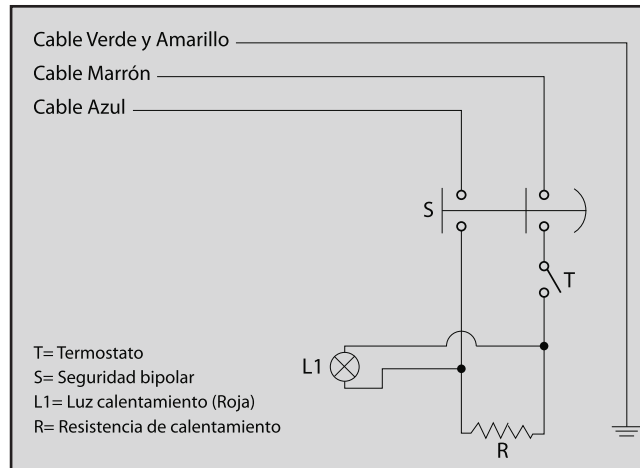 Cable Verde y Amarillo
Cable Marrón
Cable Azul
S
T
L1
R
T= Termostato
S= Seguridad bipolar
L1= Luz calentamiento (Roja)
R= Resistencia de calentamiento